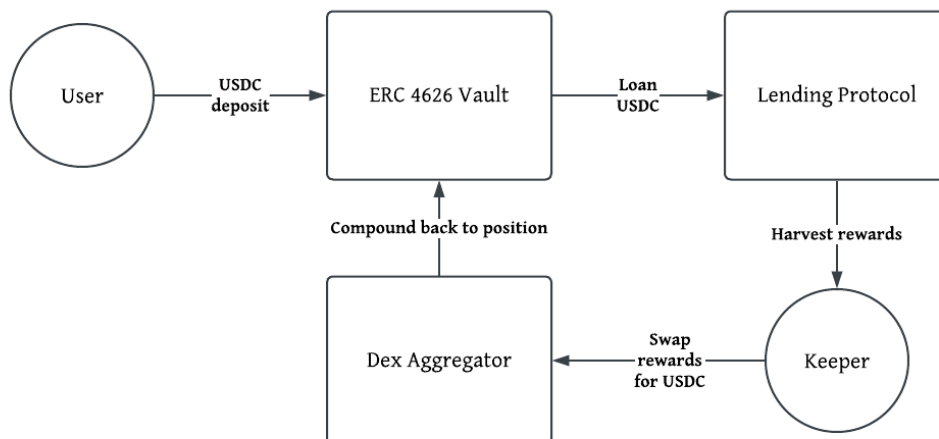 User
USDC
deposit
ERC 4626 Vault
Loan
USDC
Lending Protocol
Compound back to position
Harvest rewards
Dex Aggregator
Swap
rewards
for USDC
Keeper